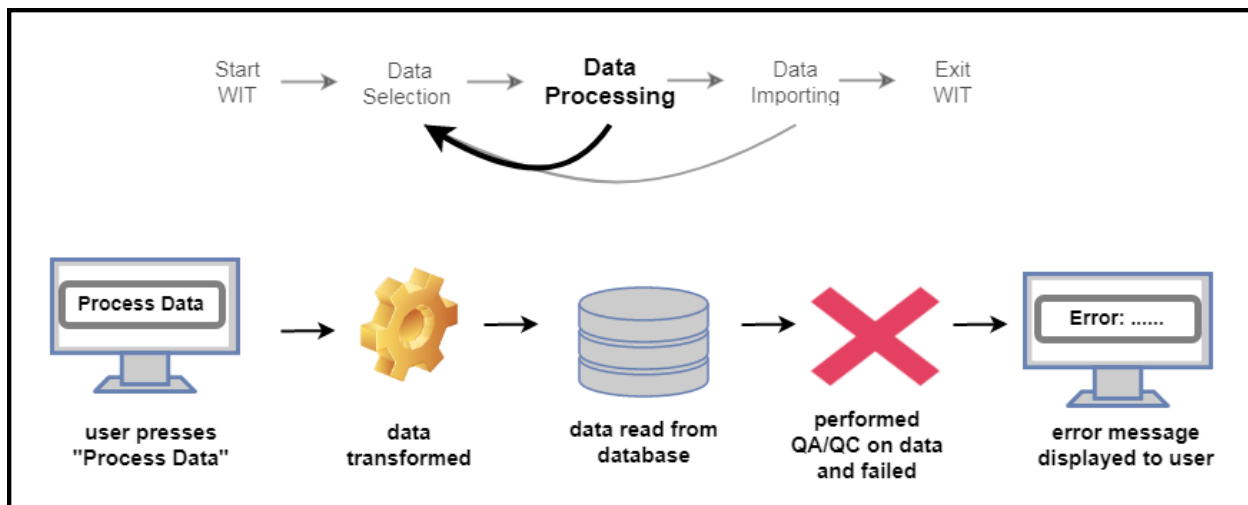 Start
WIT
Data
Selection
Data
Processing
Data
Importing
Exit
WIT
Process Data
Error: ......
user presses
"Process Data"
data
transformed
data read from
database
performed
QA/QC on data
and failed
error message
displayed to user